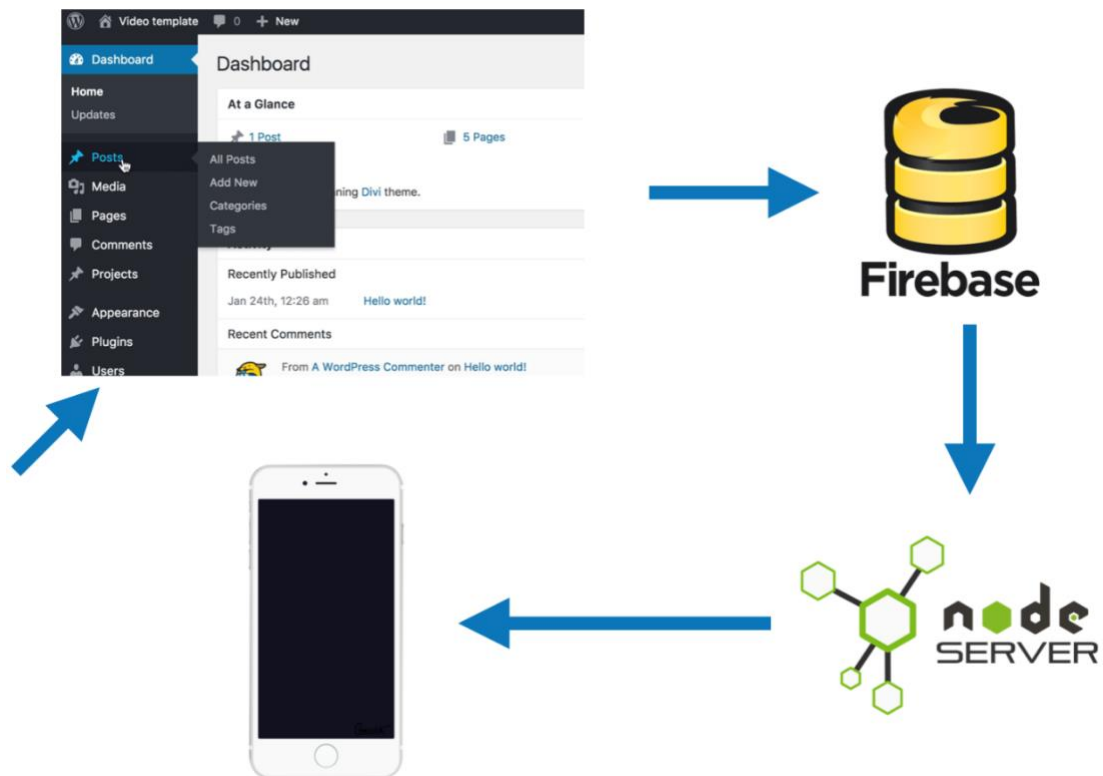 Video template 0 + New
Dashboard
Home
Updates
Posts
Media
Pages
Comments
Projects
Appearance
Plugins
Users
All Posts
Add New
Categories
Tags
Dashboard
At a Glance
1 Post 5 Pages
ning Divi theme.
Recently Published
Jan 24th, 12:26 am Hello world!
Recent Comments
From A WordPress Commenter on Hello world!
Firebase
node
SERVER